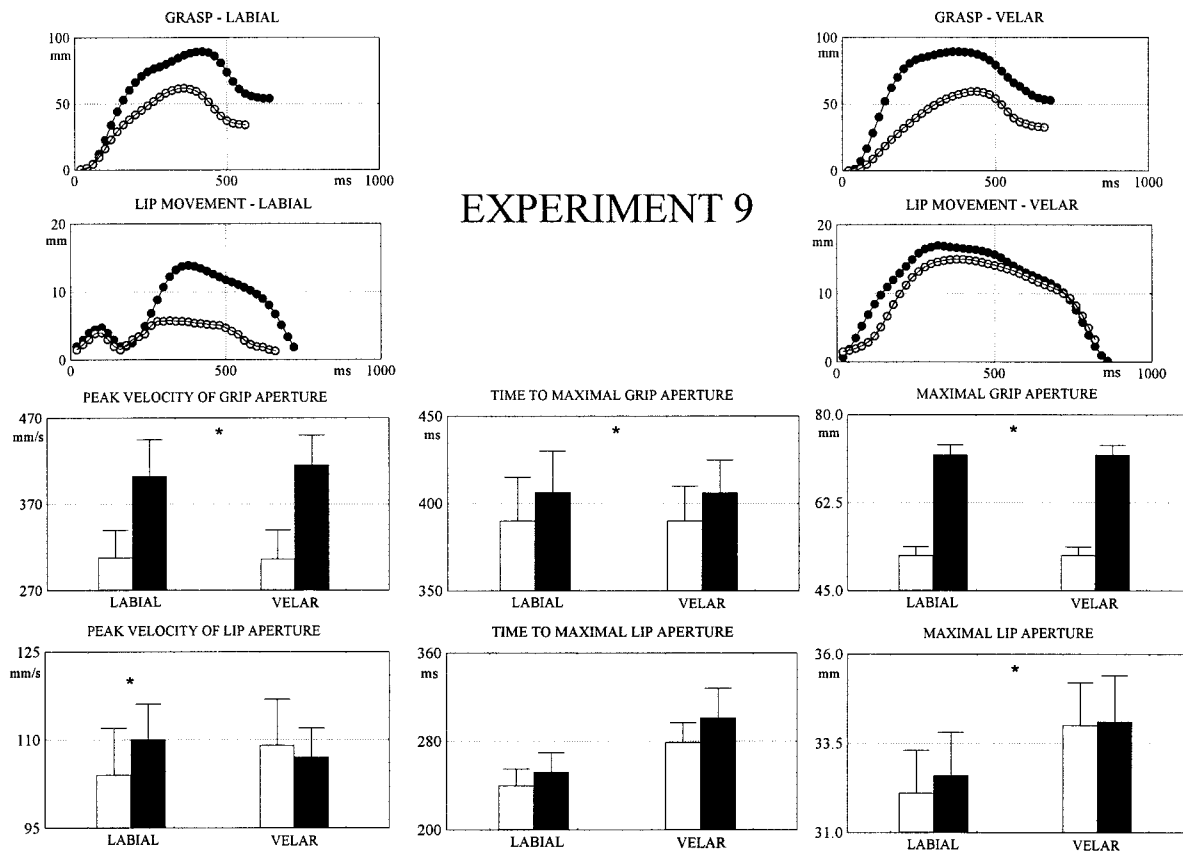 GRASP - LABIAL
100
mm
50
0
0
500
ms
1000
GRASP - VELAR
100
mm
50
0
0
500
ms
1000
EXPERIMENT 9
LIP MOVEMENT - LABIAL
20
mm
10
0
0
500
ms
1000
LIP MOVEMENT - VELAR
20
mm
10
0
0
500
ms
1000
PEAK VELOCITY OF GRIP APERTURE
470
mm/s
*
370
270
LABIAL
VELAR
TIME TO MAXIMAL GRIP APERTURE
450
ms
*
400
350
LABIAL
VELAR
MAXIMAL GRIP APERTURE
80.0
mm
*
62.5
45.0
LABIAL
VELAR
PEAK VELOCITY OF LIP APERTURE
125
mm/s
*
110
95
LABIAL
VELAR
TIME TO MAXIMAL LIP APERTURE
360
ms
280
200
LABIAL
VELAR
MAXIMAL LIP APERTURE
36.0
mm
*
33.5
31.0
LABIAL
VELAR